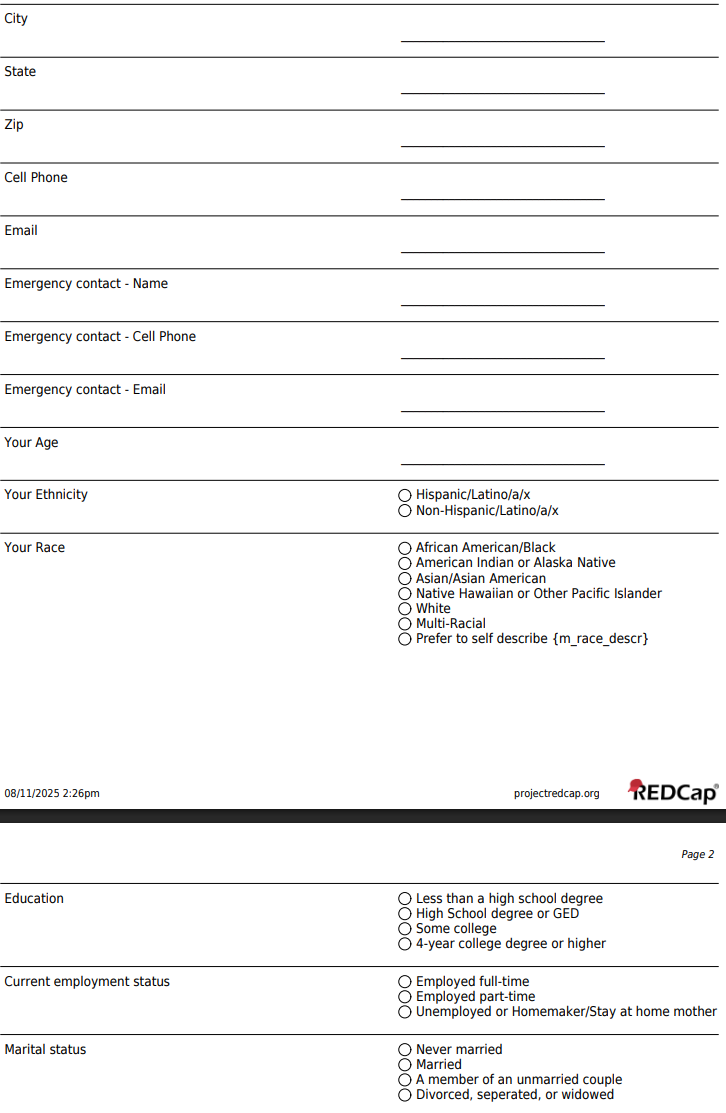 City
State
Zip
Cell Phone
Email
Emergency contact - Name
Emergency contact - Cell Phone
Emergency contact - Email
Your Age
Your Ethnicity
Hispanic/Latino/a/x
Non-Hispanic/Latino/a/x
Your Race
African American/Black
American Indian or Alaska Native
Asian/Asian American
Native Hawaiian or Other Pacific Islander
White
Multi-Racial
Prefer to self describe {m_race_descr}
08/11/2025 2:26pm
projectredcap.org
REDCap®
Page 2
Education
Less than a high school degree
High School degree or GED
Some college
4-year college degree or higher
Current employment status
Employed full-time
Employed part-time
Unemployed or Homemaker/Stay at home mother
Marital status
Never married
Married
A member of an unmarried couple
Divorced, seperated, or widowed